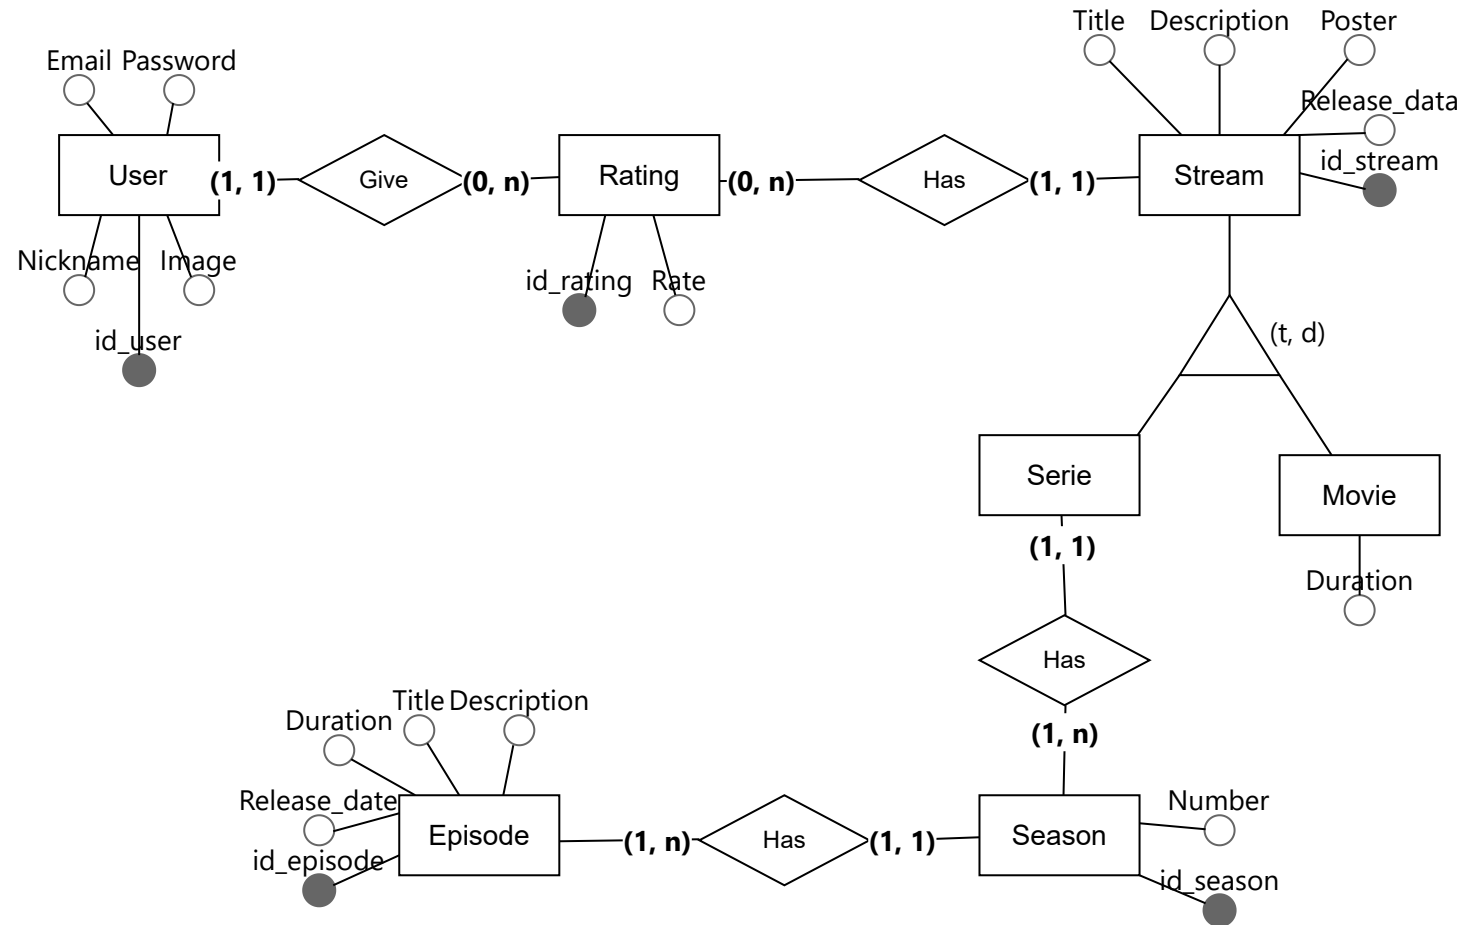 Title Description Poster
Email Password
Release_data
id_stream
User (1, 1) Give (0, n) Rating (0, n) Has (1, 1) Stream
Nickname Image
id_rating Rate
id_user
(t, d)
Serie
Movie
(1, 1)
Duration
Has
(1, n)
Title Description
Duration
Release_date
Number
Episode (1, n) Has (1, 1) Season
id_episode
id_season